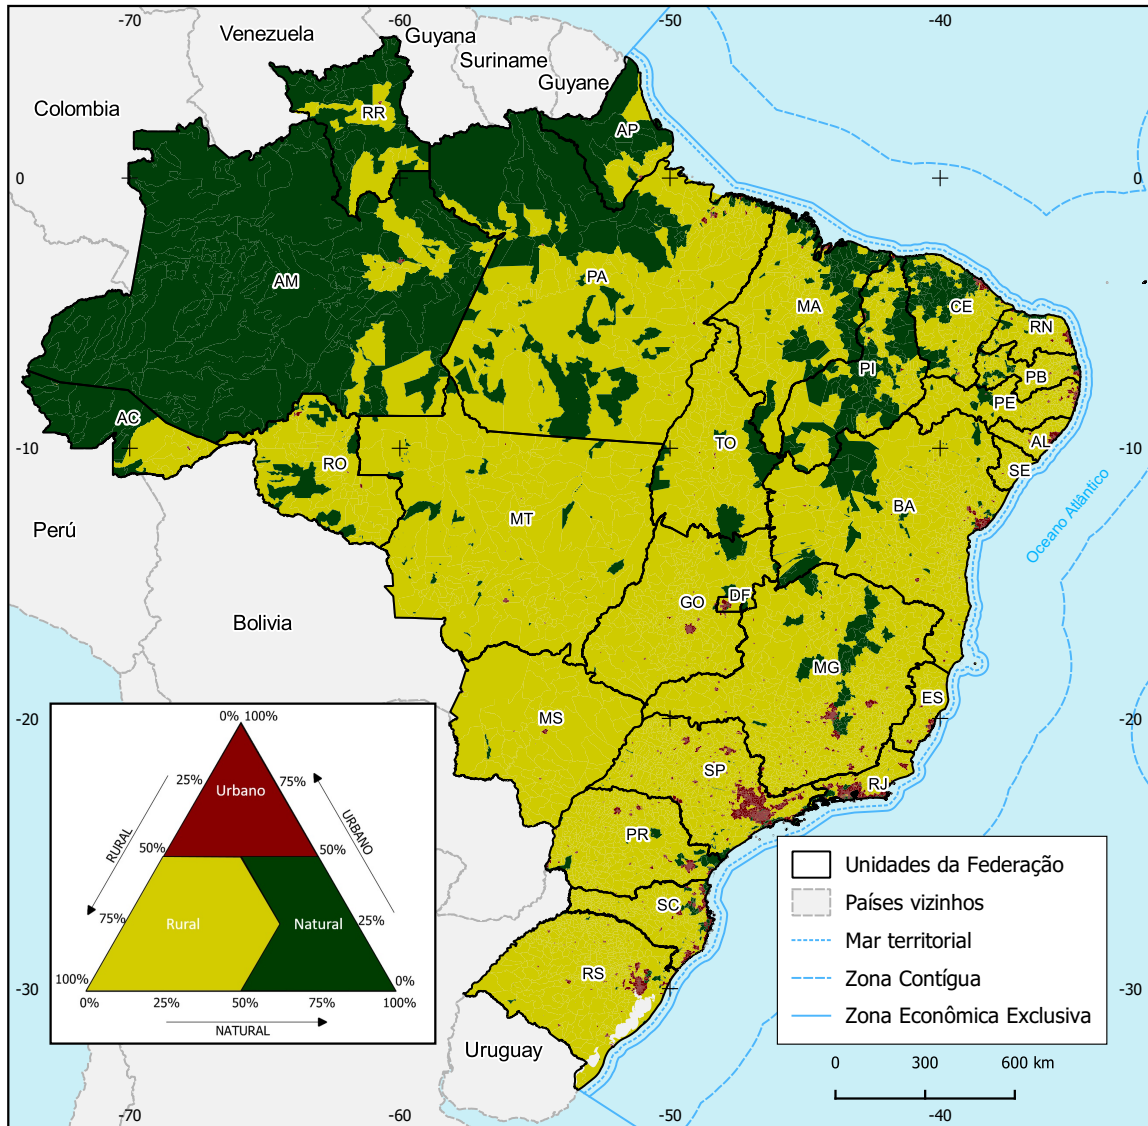 -70
-60
-50
-40
Venezuela
Guyana
Suriname
Guyane
Colombia
RR
AP
0
0
AM
PA
MA
CE
RN
PI
PB
PE
AC
-10
TO
AL
-10
RO
SE
BA
MT
Oceano Atlântico
Perú
GO
DF
Bolivia
MG
ES
-20
MS
-20
SP
RJ
PR
SC
RS
-30
-30
Uruguay
0% 100%
25%
75%
Urbano
RURAL
URBANO
50%
50%
75%
Rural
Natural
25%
100%
0%
0%
25%
50%
75%
100%
NATURAL
Unidades da Federação
Países vizinhos
Mar territorial
Zona Contígua
Zona Econômica Exclusiva
0 300 600 km
-70
-60
-50
-40